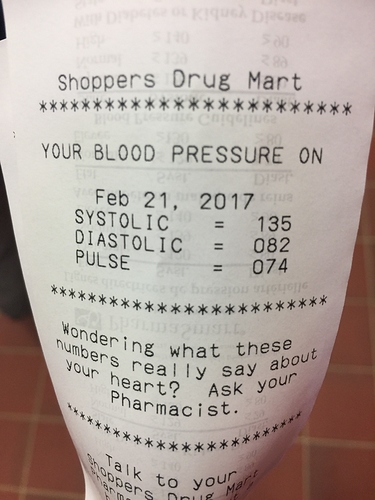 Shoppers Drug Mart
************************
YOUR BLOOD PRESSURE ON
Feb 21, 2017
SYSTOLIC = 135
DIASTOLIC = 082
PULSE = 074
************************
Wondering what these
numbers really say about
your heart? Ask your
Pharmacist.
************************
Talk to your
Shoppers Drug Mart